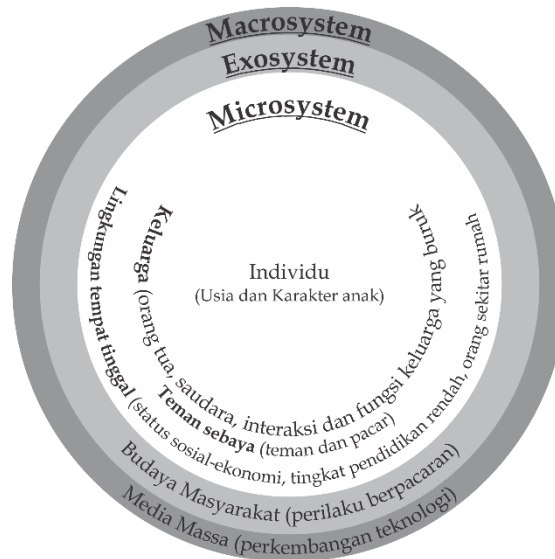 Macrosystem
Exosystem
Microsystem
Individu
(Usia dan Karakter anak)
Keluarga (orang tua, saudara, interaksi dan fungsi keluarga yang buruk
Teman sebaya (teman dan pacar)
Lingkungan tempat tinggal (status sosial-ekonomi, tingkat pendidikan rendah, orang sekitar rumah
Budaya Masyarakat (perilaku berpacaran)
Media Massa (perkembangan teknologi)